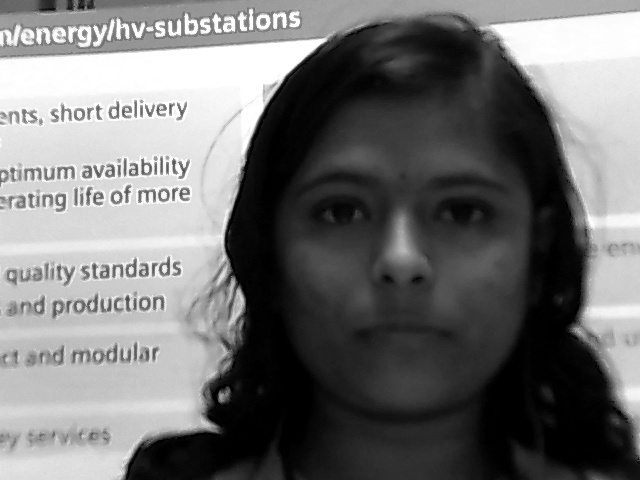 n/energy/hv-substations
ents, short delivery
ptimum availability
erating life of more
quality standards
and production
ct and modular
ey services